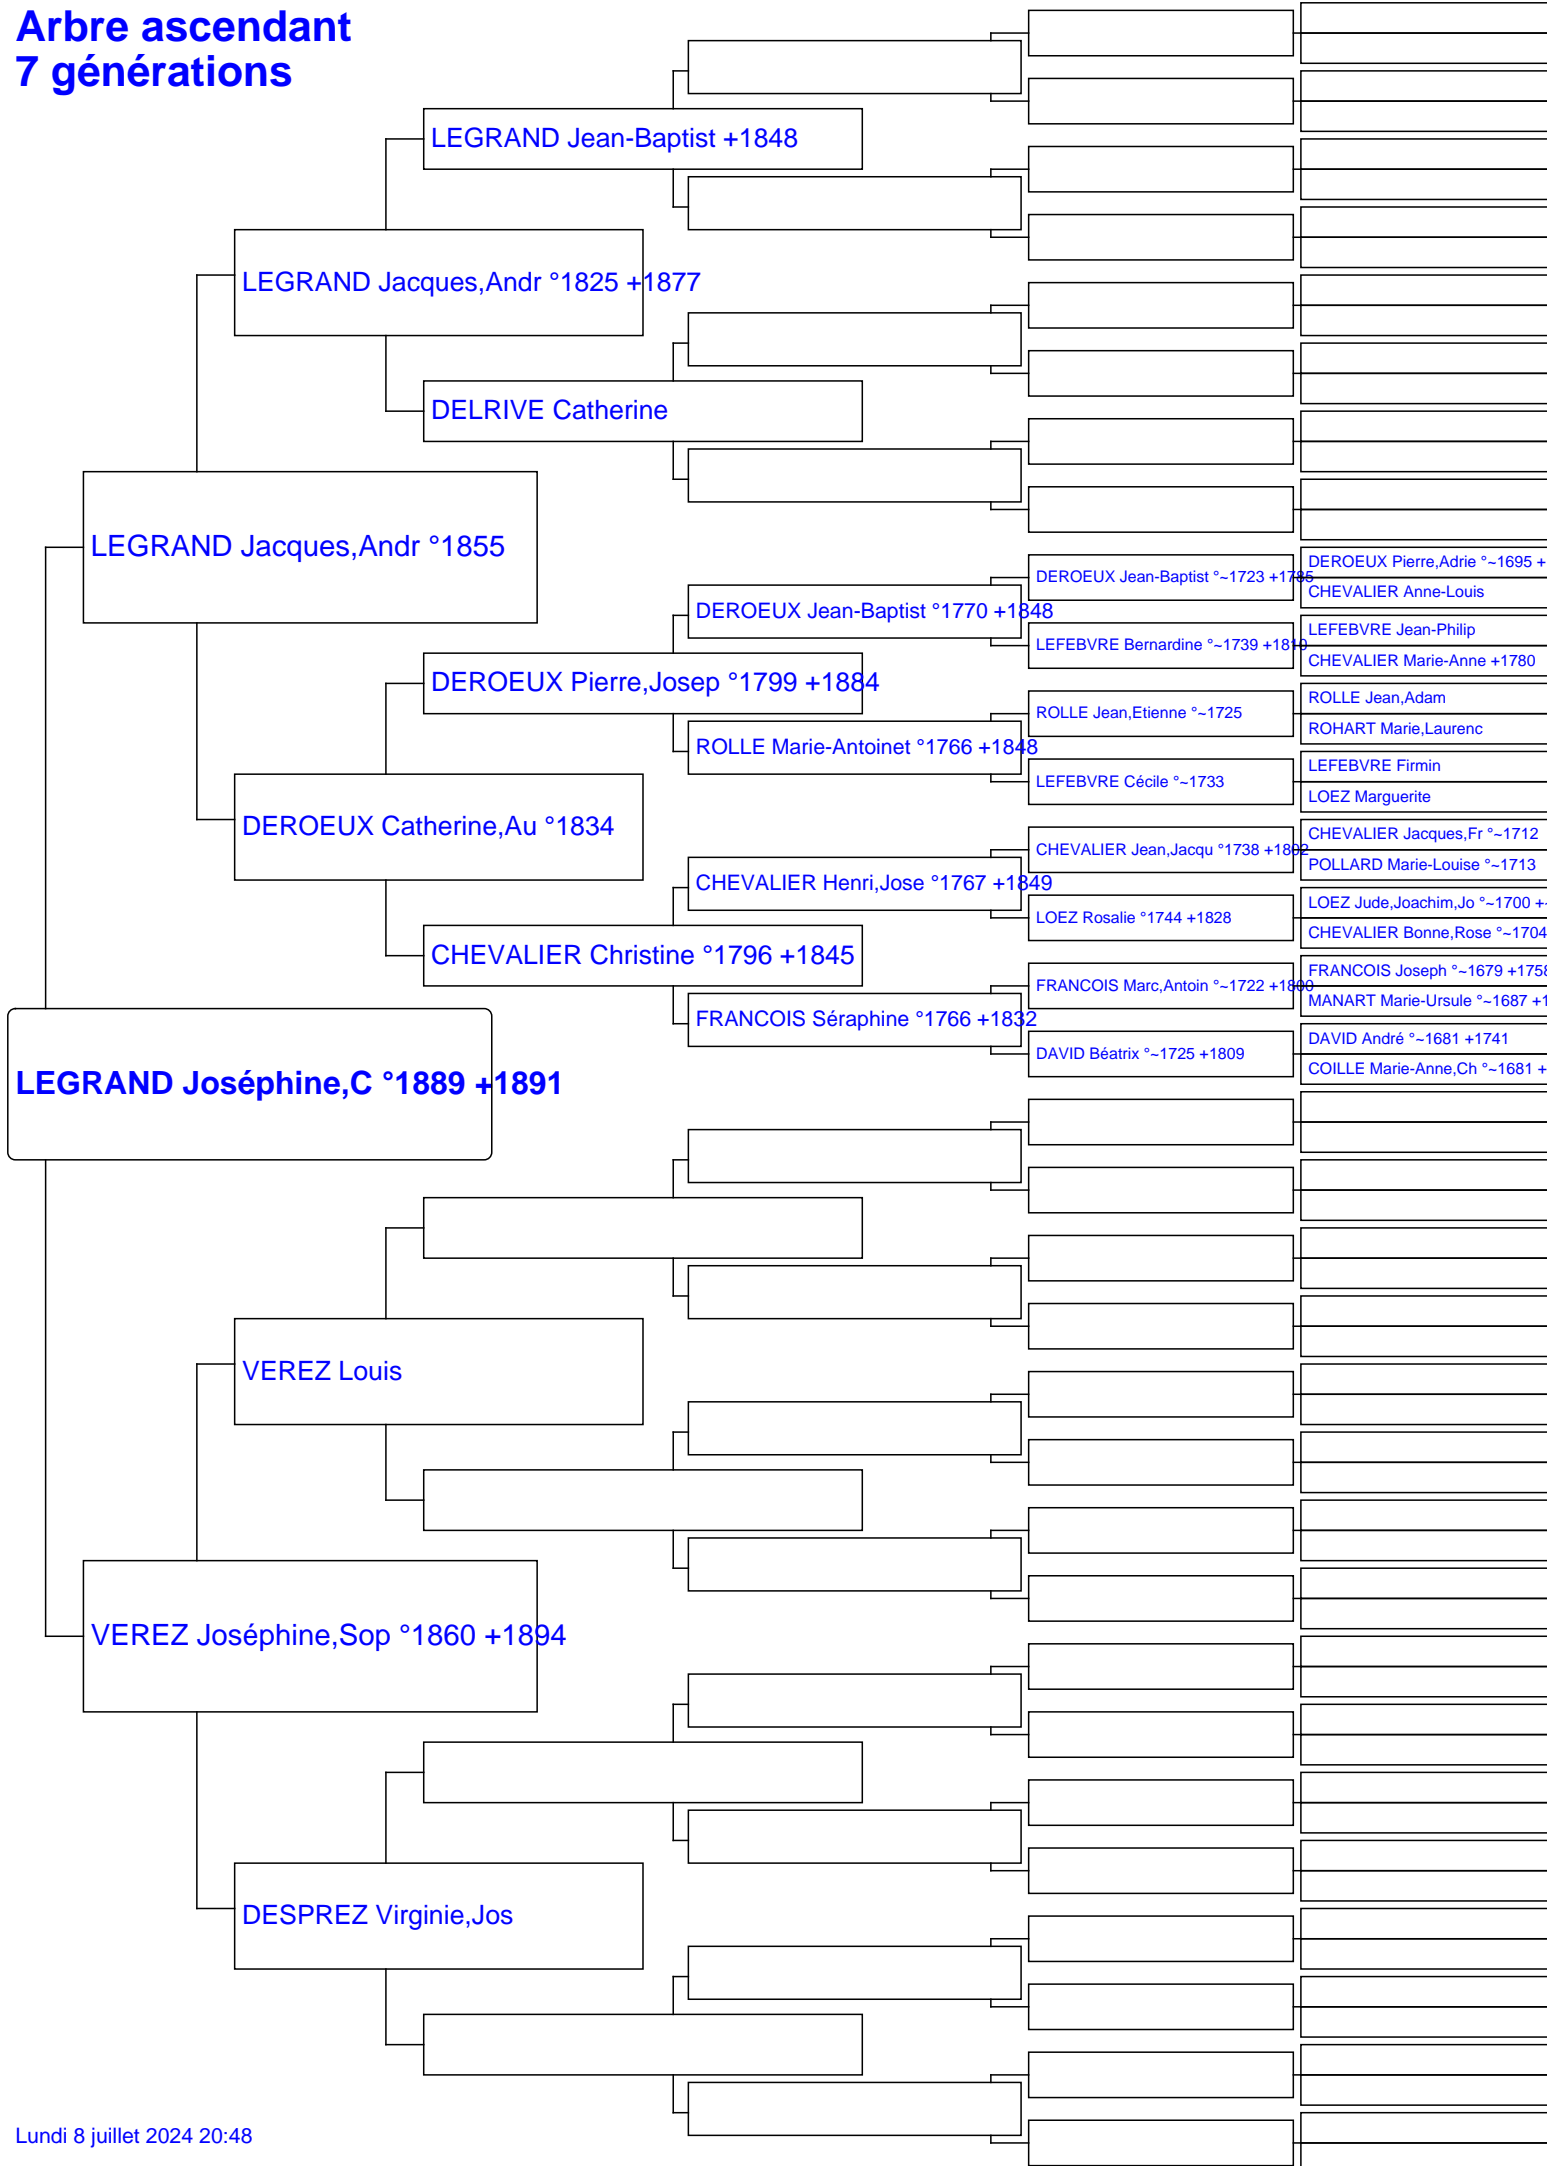 Arbre ascendant
7 générations
LEGRAND Jean-Baptist +1848
LEGRAND Jacques,Andr °1825 +1877
DELRIVE Catherine
LEGRAND Jacques,Andr °1855
DEROEUX Pierre,Adrie °~1695 +
DEROEUX Jean-Baptist °~1723 +1785
CHEVALIER Anne-Louis
DEROEUX Jean-Baptist °1770 +1848
LEFEBVRE Jean-Philip
LEFEBVRE Bernardine °~1739 +1810
CHEVALIER Marie-Anne +1780
DEROEUX Pierre,Josep °1799 +1884
ROLLE Jean,Adam
ROLLE Jean,Etienne °~1725
ROHART Marie,Laurenc
ROLLE Marie-Antoinet °1766 +1848
LEFEBVRE Firmin
LEFEBVRE Cécile °~1733
LOEZ Marguerite
DEROEUX Catherine,Au °1834
CHEVALIER Jacques,Fr °~1712
CHEVALIER Jean,Jacqu °1738 +1802
POLLARD Marie-Louise °~1713
CHEVALIER Henri,Jose °1767 +1849
LOEZ Jude,Joachim,Jo °~1700 +
LOEZ Rosalie °1744 +1828
CHEVALIER Bonne,Rose °~1704
CHEVALIER Christine °1796 +1845
FRANCOIS Joseph °~1679 +1758
FRANCOIS Marc,Antoin °~1722 +1800
MANART Marie-Ursule °~1687 +1
FRANCOIS Séraphine °1766 +1832
DAVID André °~1681 +1741
DAVID Béatrix °~1725 +1809
COILLE Marie-Anne,Ch °~1681 +
LEGRAND Joséphine,C °1889 +1891
VEREZ Louis
VEREZ Joséphine,Sop °1860 +1894
DESPREZ Virginie,Jos
Lundi 8 juillet 2024 20:48